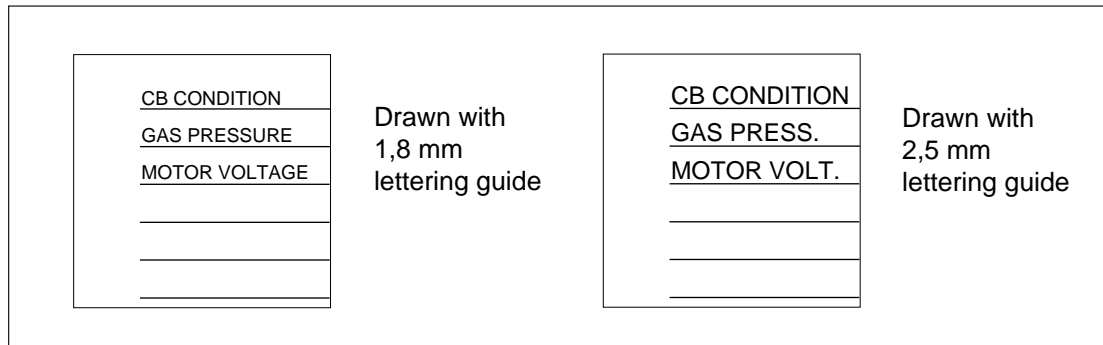 CB CONDITION
GAS PRESSURE
MOTOR VOLTAGE
Drawn with
1,8 mm
lettering guide
CB CONDITION
GAS PRESS.
MOTOR VOLT.
Drawn with
2,5 mm
lettering guide